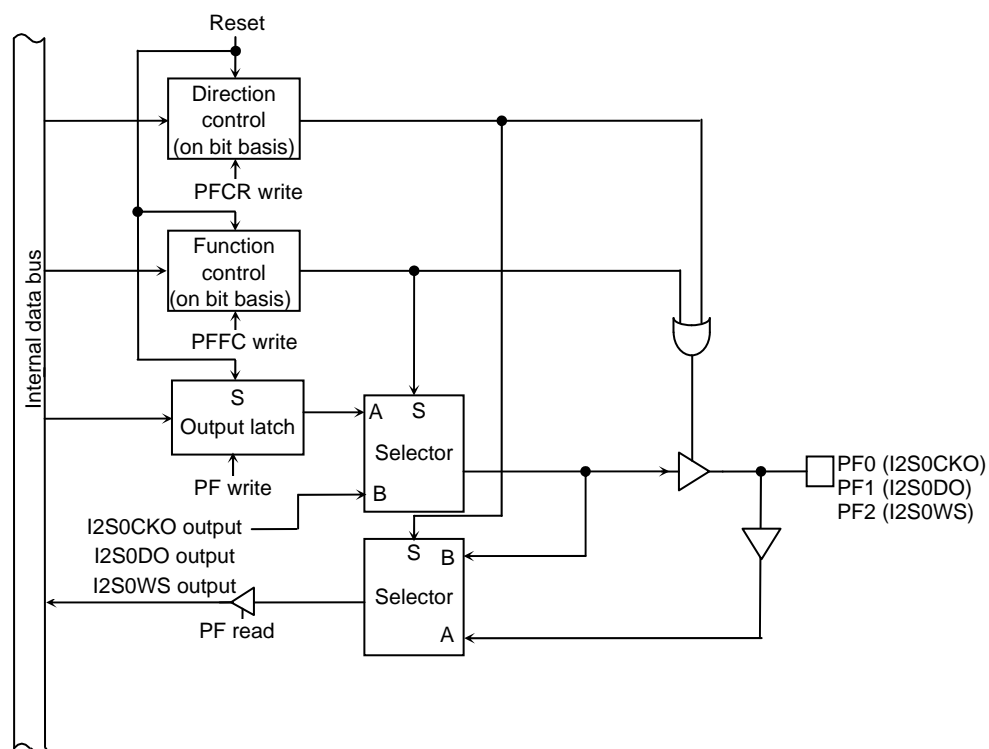 Reset
Direction
control
(on bit basis)
PFCR write
Function
control
(on bit basis)
PFFC write
Internal data bus
S
Output latch
PF write
A
S
Selector
B
I2S0CKO output
I2S0DO output
I2S0WS output
PF read
S
B
Selector
A
PF0 (I2S0CKO)
PF1 (I2S0DO)
PF2 (I2S0WS)